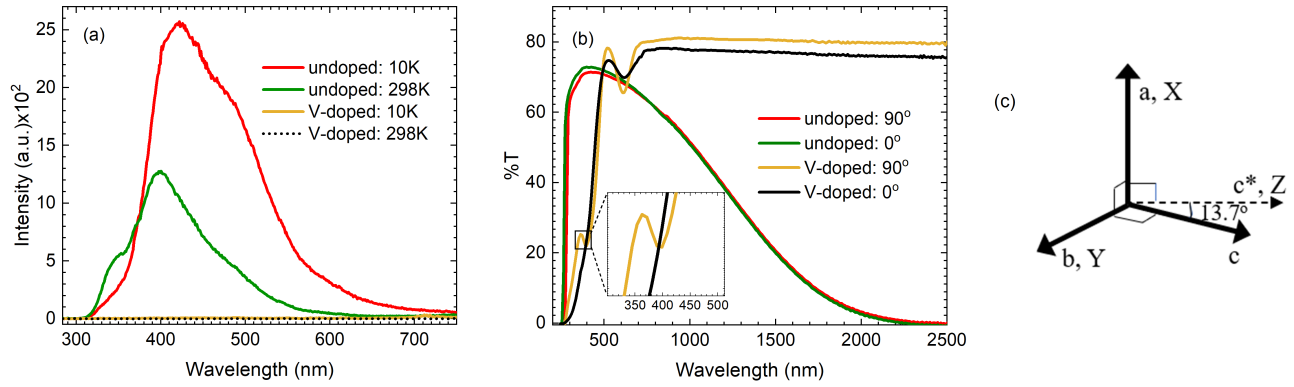 (a)
25
20
15
10
5
0
300 400 500 600 700
Wavelength (nm)
Intensity (a.u.)x10²
undoped: 10K
undoped: 298K
V-doped: 10K
V-doped: 298K
(b)
80
60
40
20
0
500 1000 1500 2000 2500
Wavelength (nm)
%T
undoped: 90°
undoped: 0°
V-doped: 90°
V-doped: 0°
350 400 450 500
(c)
a, X
c*, Z
13.7°
b, Y
c